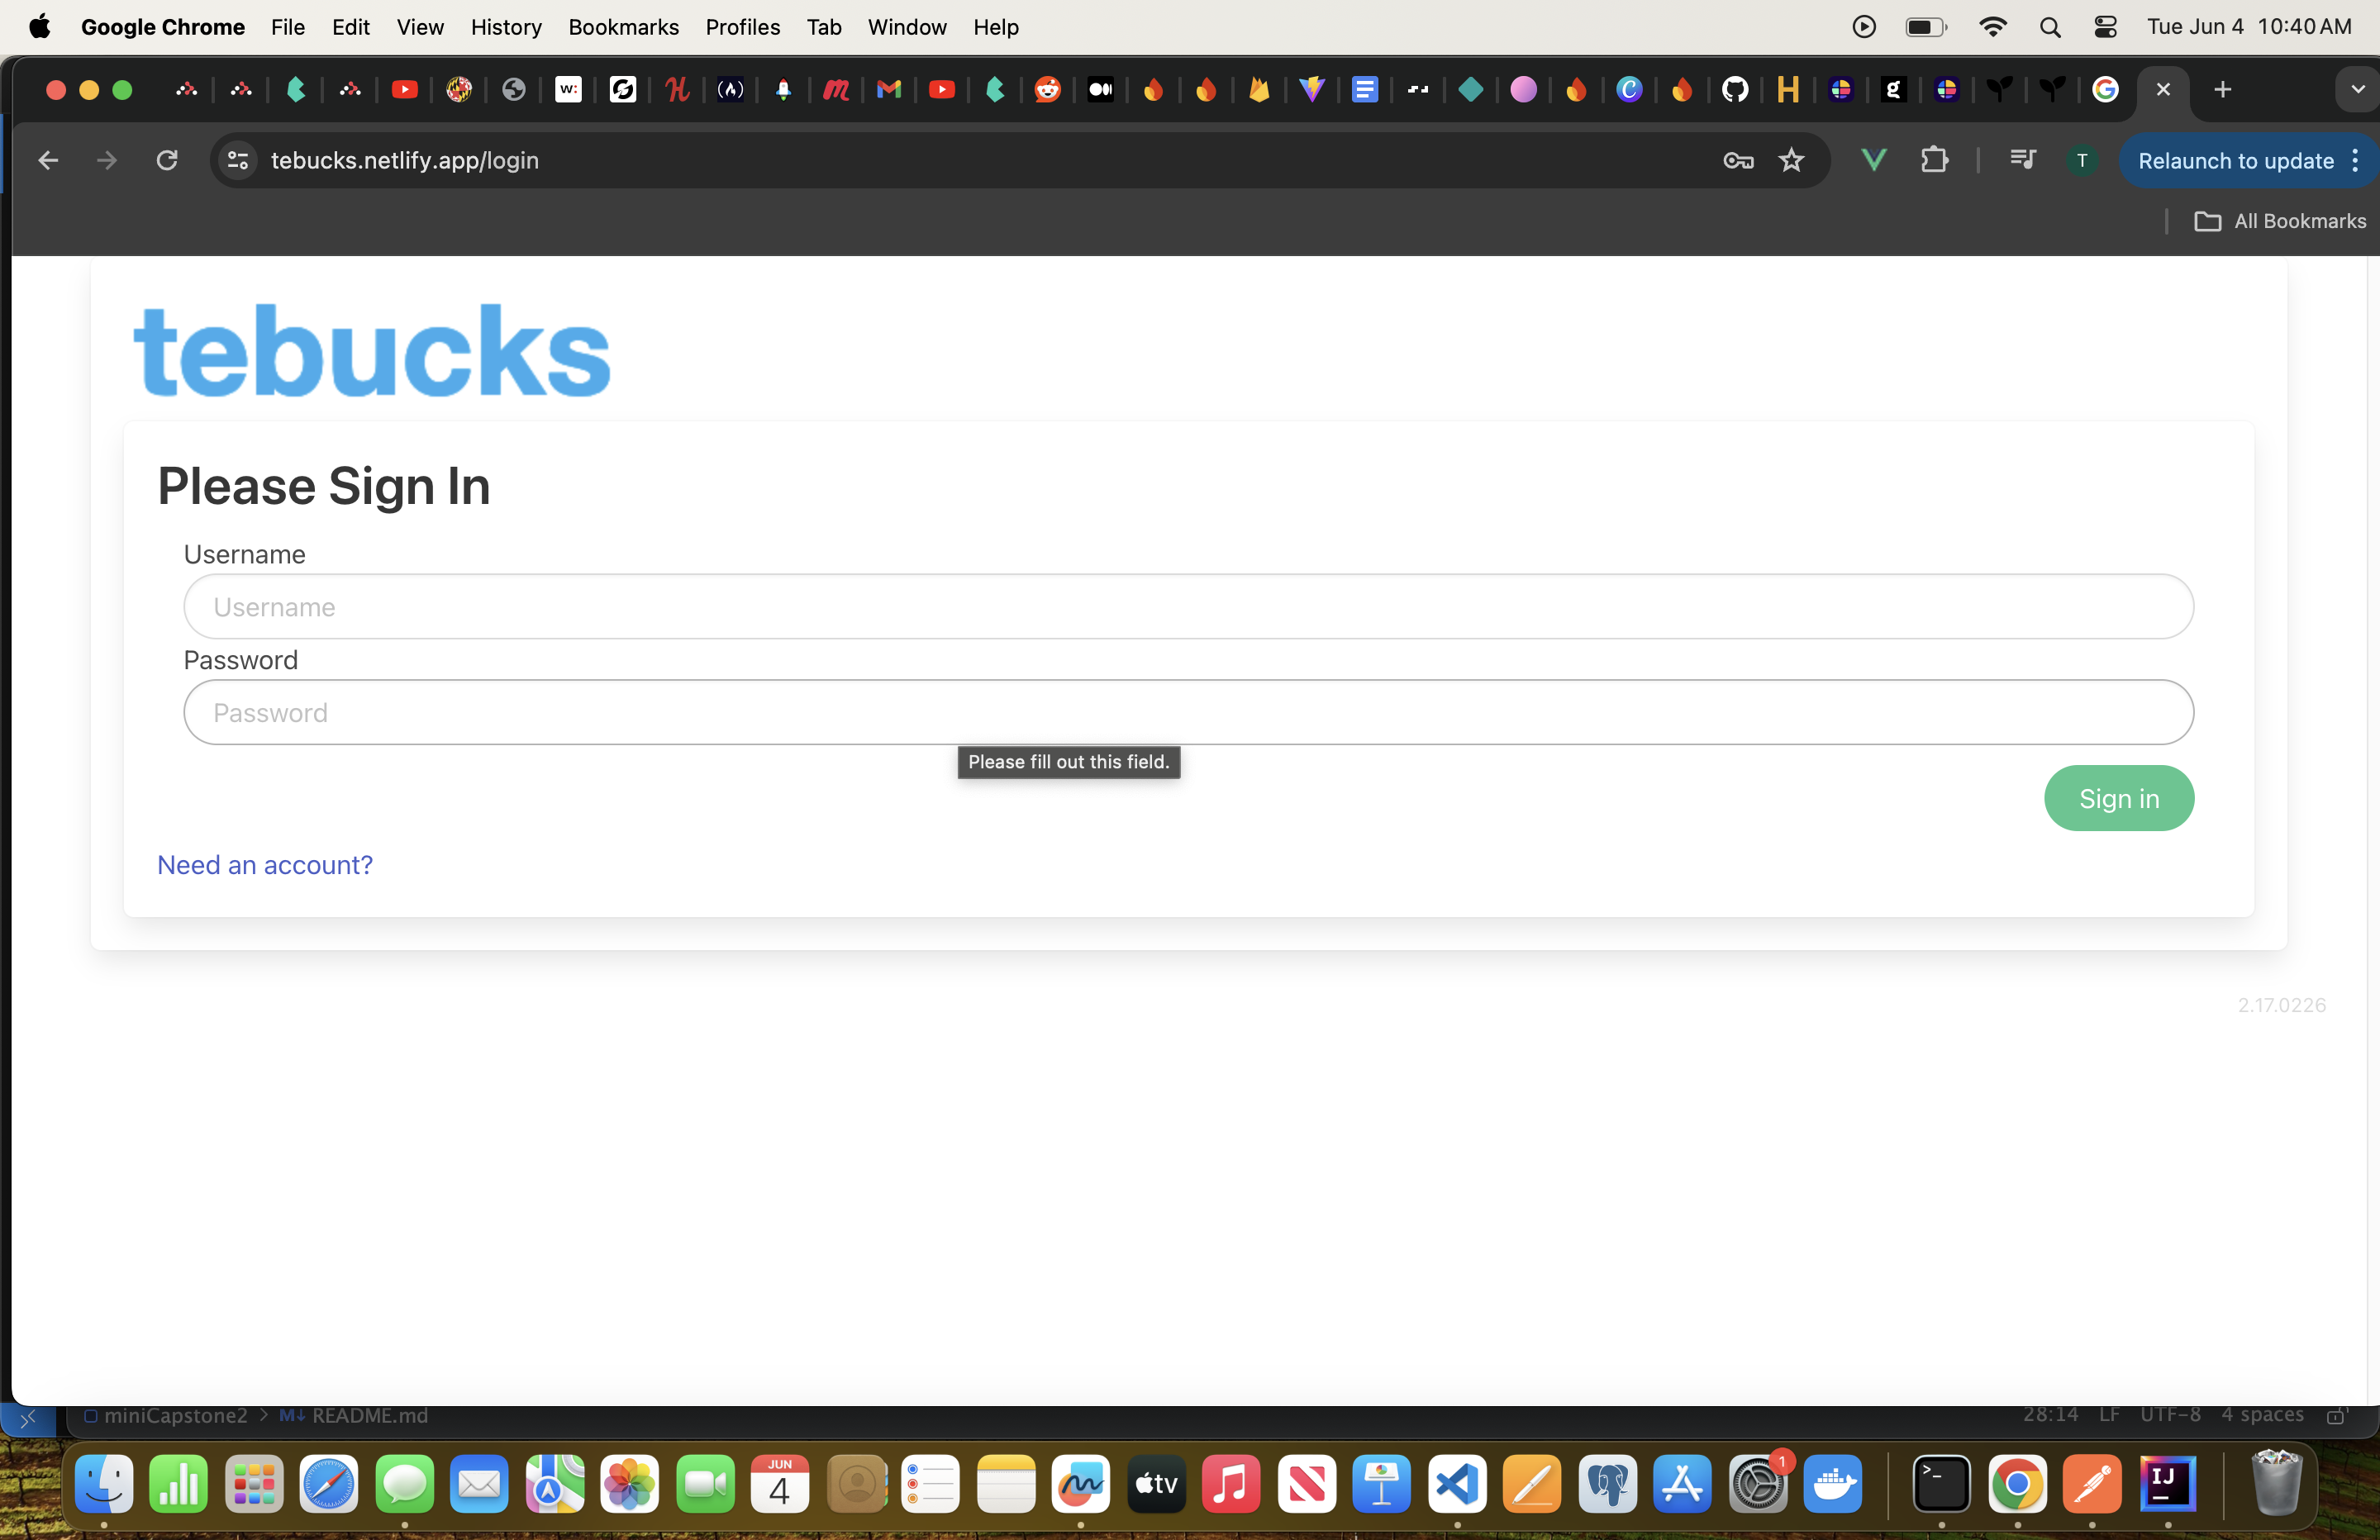 Google Chrome File Edit View History Bookmarks Profiles Tab Window Help Tue Jun 4 10:40 AM
tebucks.netlify.app/login T Relaunch to update
All Bookmarks
tebucks
Please Sign In
Username
Username
Password
Password
Please fill out this field.
Sign in
Need an account?
2.17.0226
miniCapstone2 > M↓ README.md 28:14 LF UTF-8 4 spaces
JUN
4
tv
1
IJ